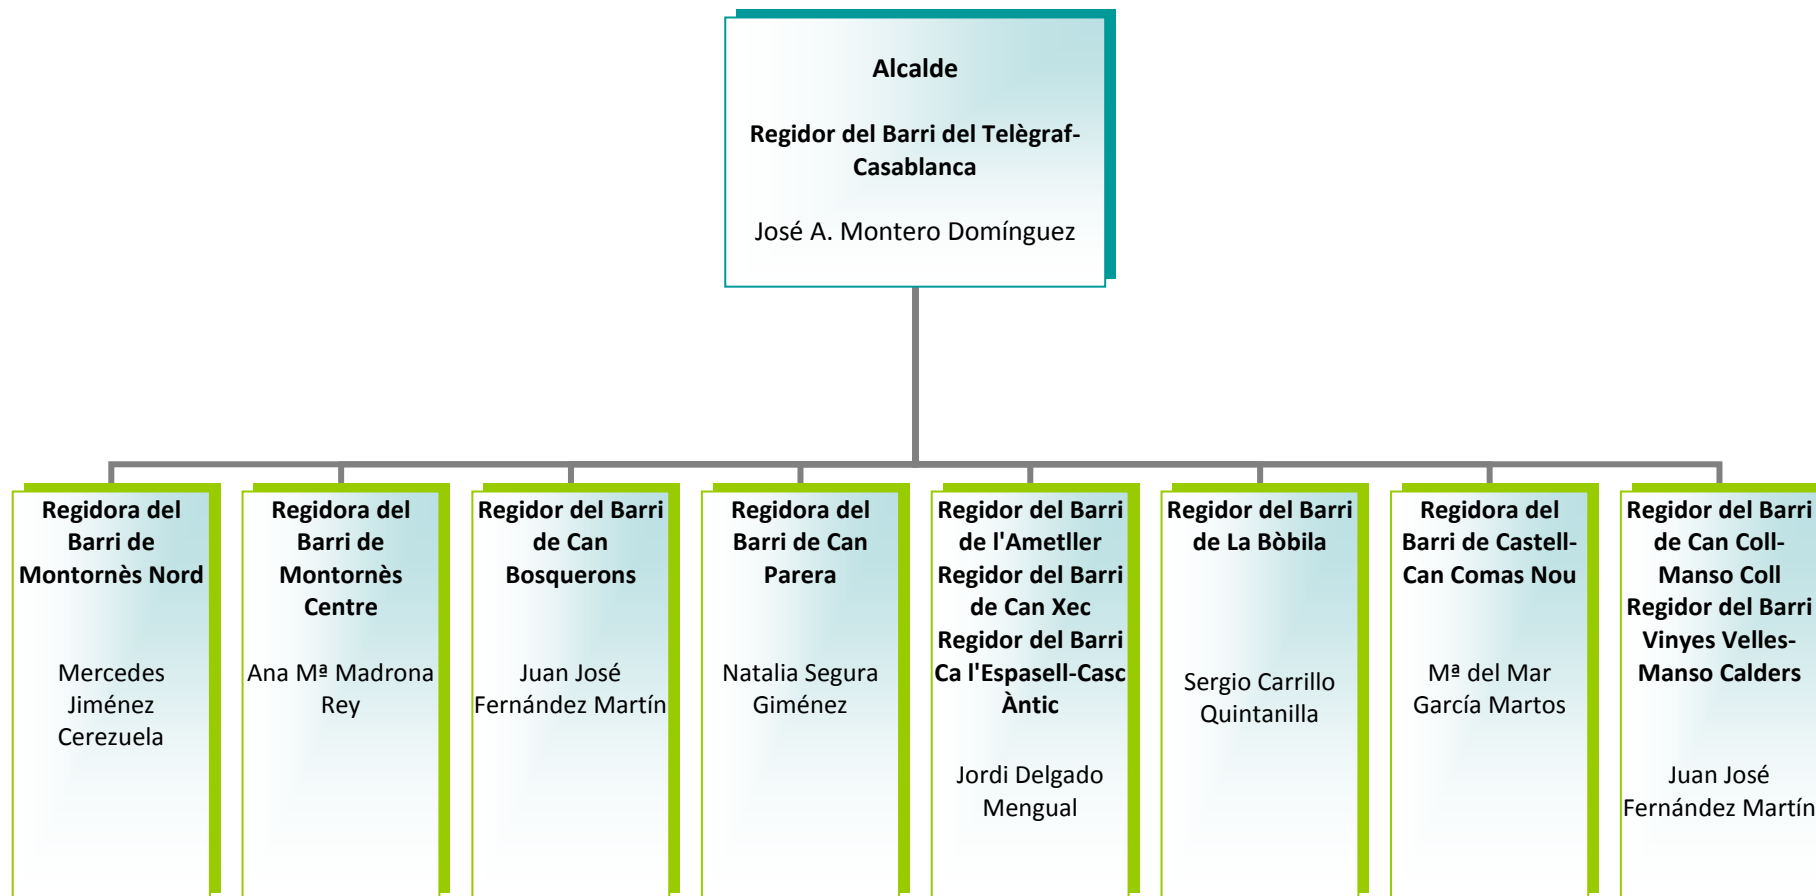 Alcalde
Regidor del Barri del Telègraf-
Casablanca
José A. Montero Domínguez
Regidora del
Barri de
Montornès Nord
Mercedes
Jiménez
Cerezuela
Regidora del
Barri de
Montornès
Centre
Ana Mª Madrona
Rey
Regidor del Barri
de Can
Bosquerons
Juan José
Fernández Martín
Regidora del
Barri de Can
Parera
Natalia Segura
Giménez
Regidor del Barri
de l'Ametller
Regidor del Barri
de Can Xec
Regidor del Barri
Ca l'Espasell-Casc
Àntic
Jordi Delgado
Mengual
Regidor del Barri
de La Bòbila
Sergio Carrillo
Quintanilla
Regidora del
Barri de Castell-
Can Comas Nou
Mª del Mar
García Martos
Regidor del Barri
de Can Coll-
Manso Coll
Regidor del Barri
Vinyes Velles-
Manso Calders
Juan José
Fernández Martín